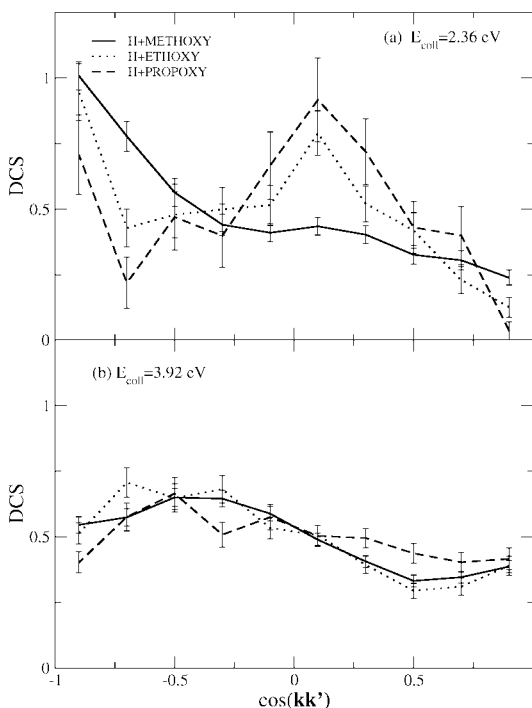 H+METHOXY
H+ETHOXY
H+PROPOXY
(a) E_coll=2.36 eV
1
DCS
0.5
0
(b) E_coll=3.92 eV
1
DCS
0.5
0
-1 -0.5 0 0.5 1
cos(kk')